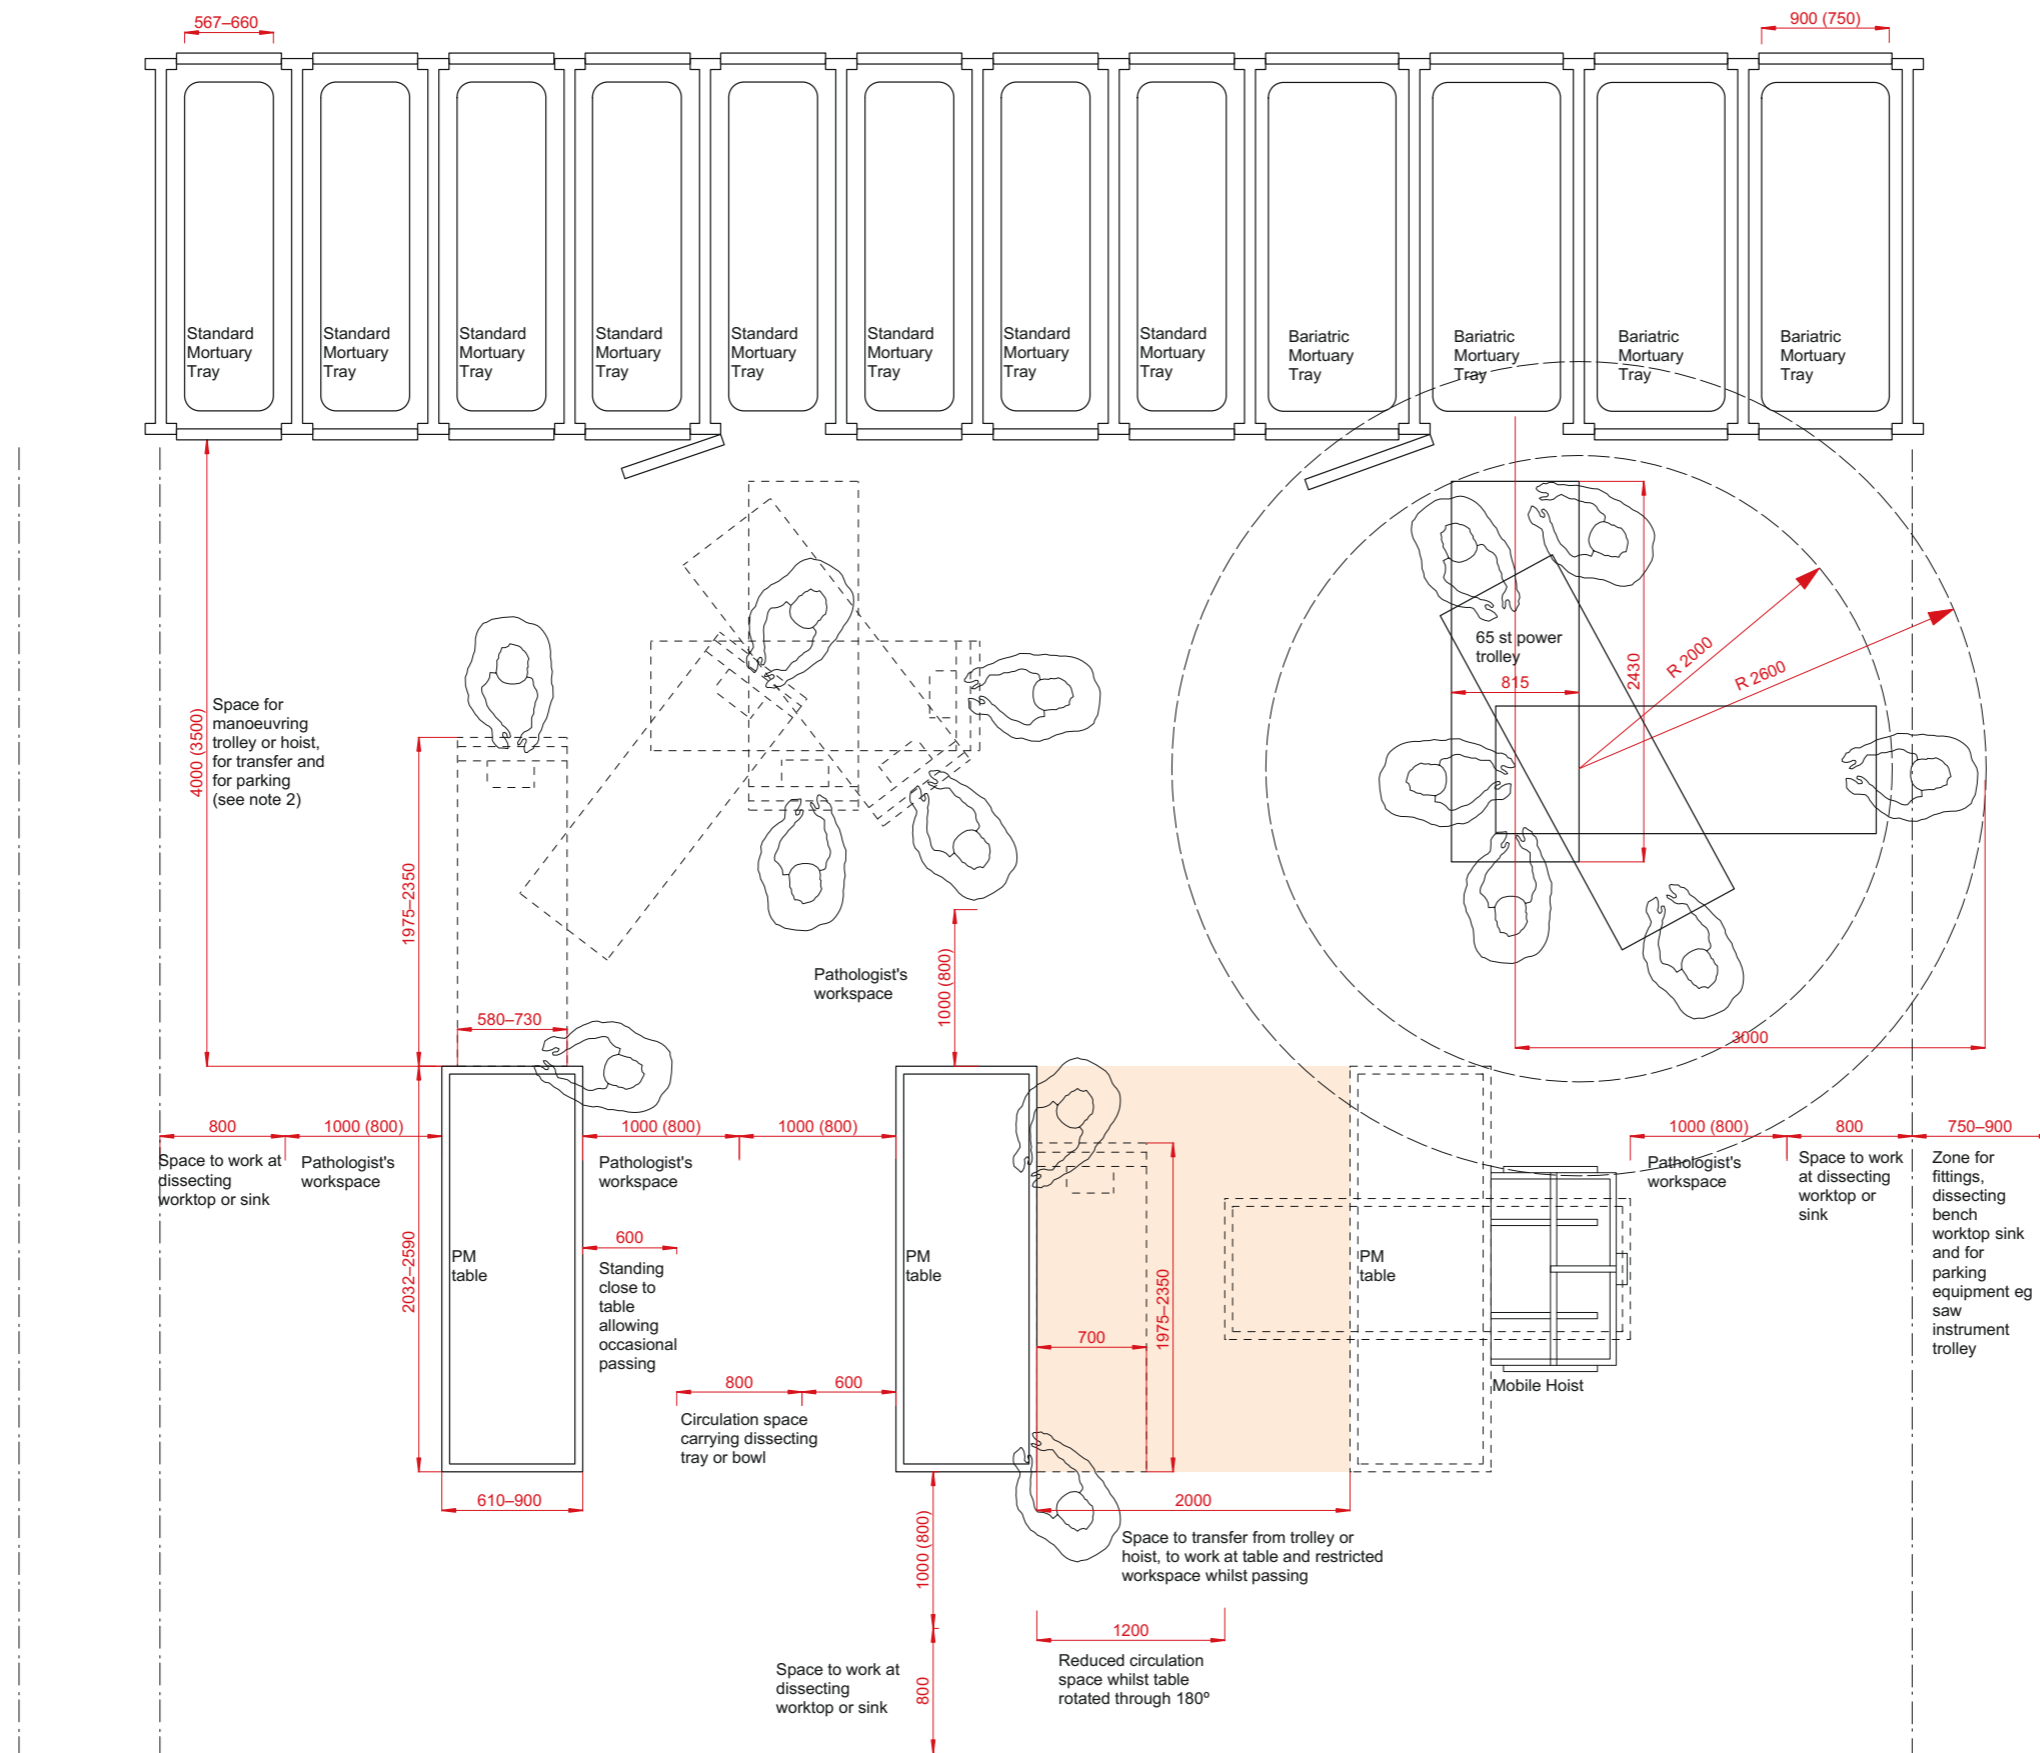 567–660
900 (750)
Standard
Mortuary
Tray
Standard
Mortuary
Tray
Standard
Mortuary
Tray
Standard
Mortuary
Tray
Standard
Mortuary
Tray
Standard
Mortuary
Tray
Standard
Mortuary
Tray
Standard
Mortuary
Tray
Bariatric
Mortuary
Tray
Bariatric
Mortuary
Tray
Bariatric
Mortuary
Tray
Bariatric
Mortuary
Tray
4000 (3500)
Space for
manoeuvring
trolley or hoist,
for transfer and
for parking
(see note 2)
65 st power
trolley
815
2430
R 2000
R 2600
3000
1975–2350
580–730
Pathologist's
workspace
1000 (800)
800
Space to work at
dissecting
worktop or sink
1000 (800)
Pathologist's
workspace
1000 (800)
Pathologist's
workspace
1000 (800)
1000 (800)
Pathologist's
workspace
800
Space to work
at dissecting
worktop or
sink
750–900
Zone for
fittings,
dissecting
bench
worktop sink
and for
parking
equipment eg
saw
instrument
trolley
2032–2590
PM
table
600
Standing
close to
table
allowing
occasional
passing
PM
table
700
1975–2350
PM
table
Mobile Hoist
800
600
Circulation space
carrying dissecting
tray or bowl
610–900
2000
Space to transfer from trolley or
hoist, to work at table and restricted
workspace whilst passing
1000 (800)
1200
Reduced circulation
space whilst table
rotated through 180º
800
Space to work at
dissecting
worktop or sink